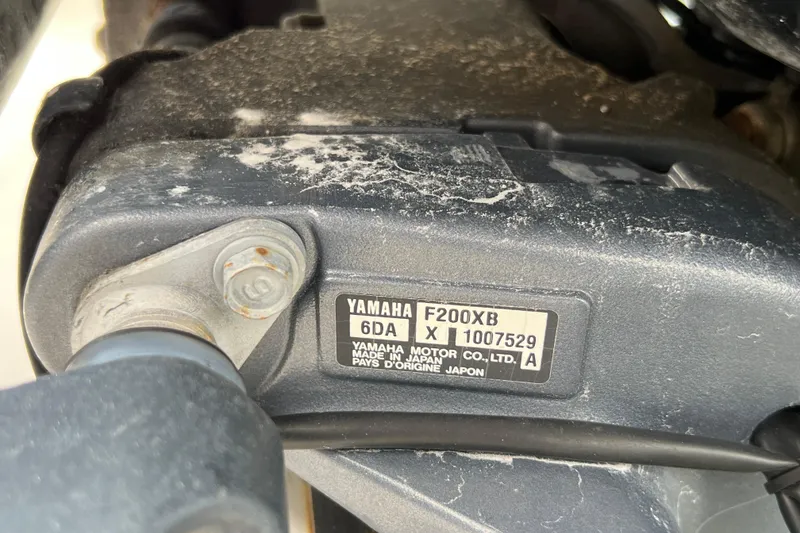 YAMAHA F200XB
6DA X 1007529
YAMAHA MOTOR CO.,LTD. A
MADE IN JAPAN
PAYS D'ORIGINE JAPON